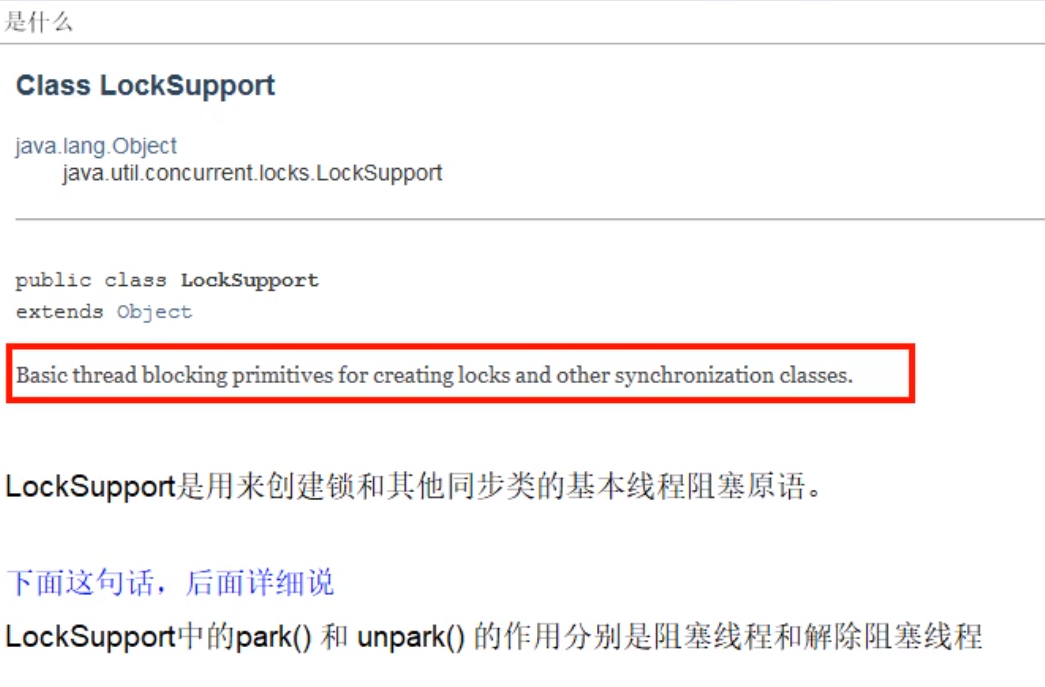 是什么
Class LockSupport
java.lang.Object
java.util.concurrent.locks.LockSupport
public class LockSupport
extends Object
Basic thread blocking primitives for creating locks and other synchronization classes.
LockSupport是用来创建锁和其他同步类的基本线程阻塞原语。
下面这句话，后面详细说
LockSupport中的park() 和 unpark() 的作用分别是阻塞线程和解除阻塞线程